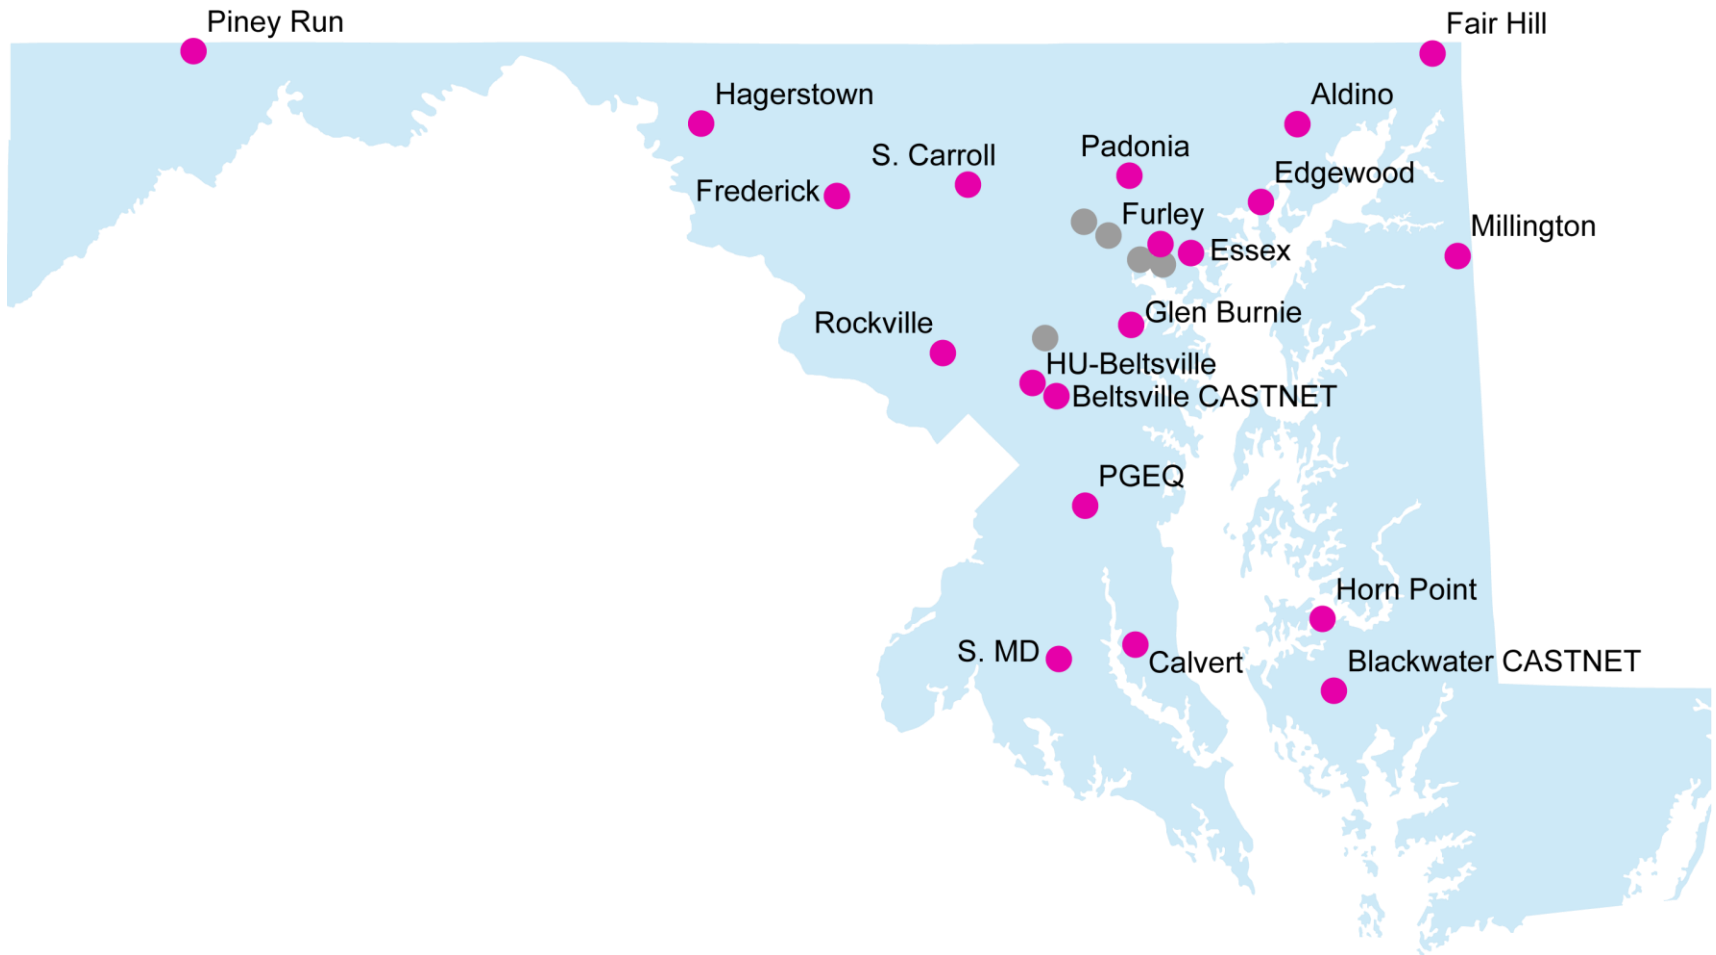 Piney Run
Fair Hill
Hagerstown
Aldino
S. Carroll
Padonia
Edgewood
Frederick
Furley
Millington
Essex
Glen Burnie
Rockville
HU-Beltsville
Beltsville CASTNET
PGEQ
Horn Point
S. MD
Calvert
Blackwater CASTNET